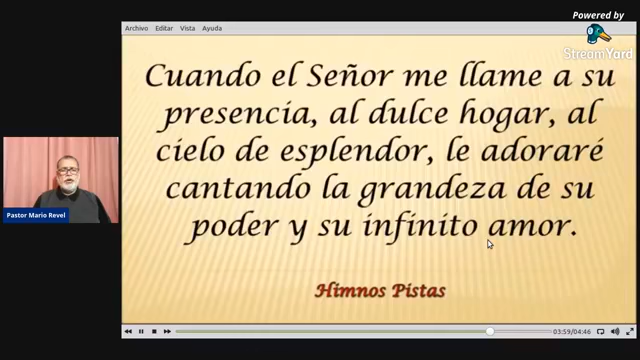 Powered by
StreamYard
Archivo Editar Vista Ayuda
Cuando el Señor me llame a su
presencia, al dulce hogar, al
cielo de esplendor, le adoraré
cantando la grandeza de su
poder y su infinito amor.
Himnos Pistas
Pastor Mario Revel
03:59/04:46